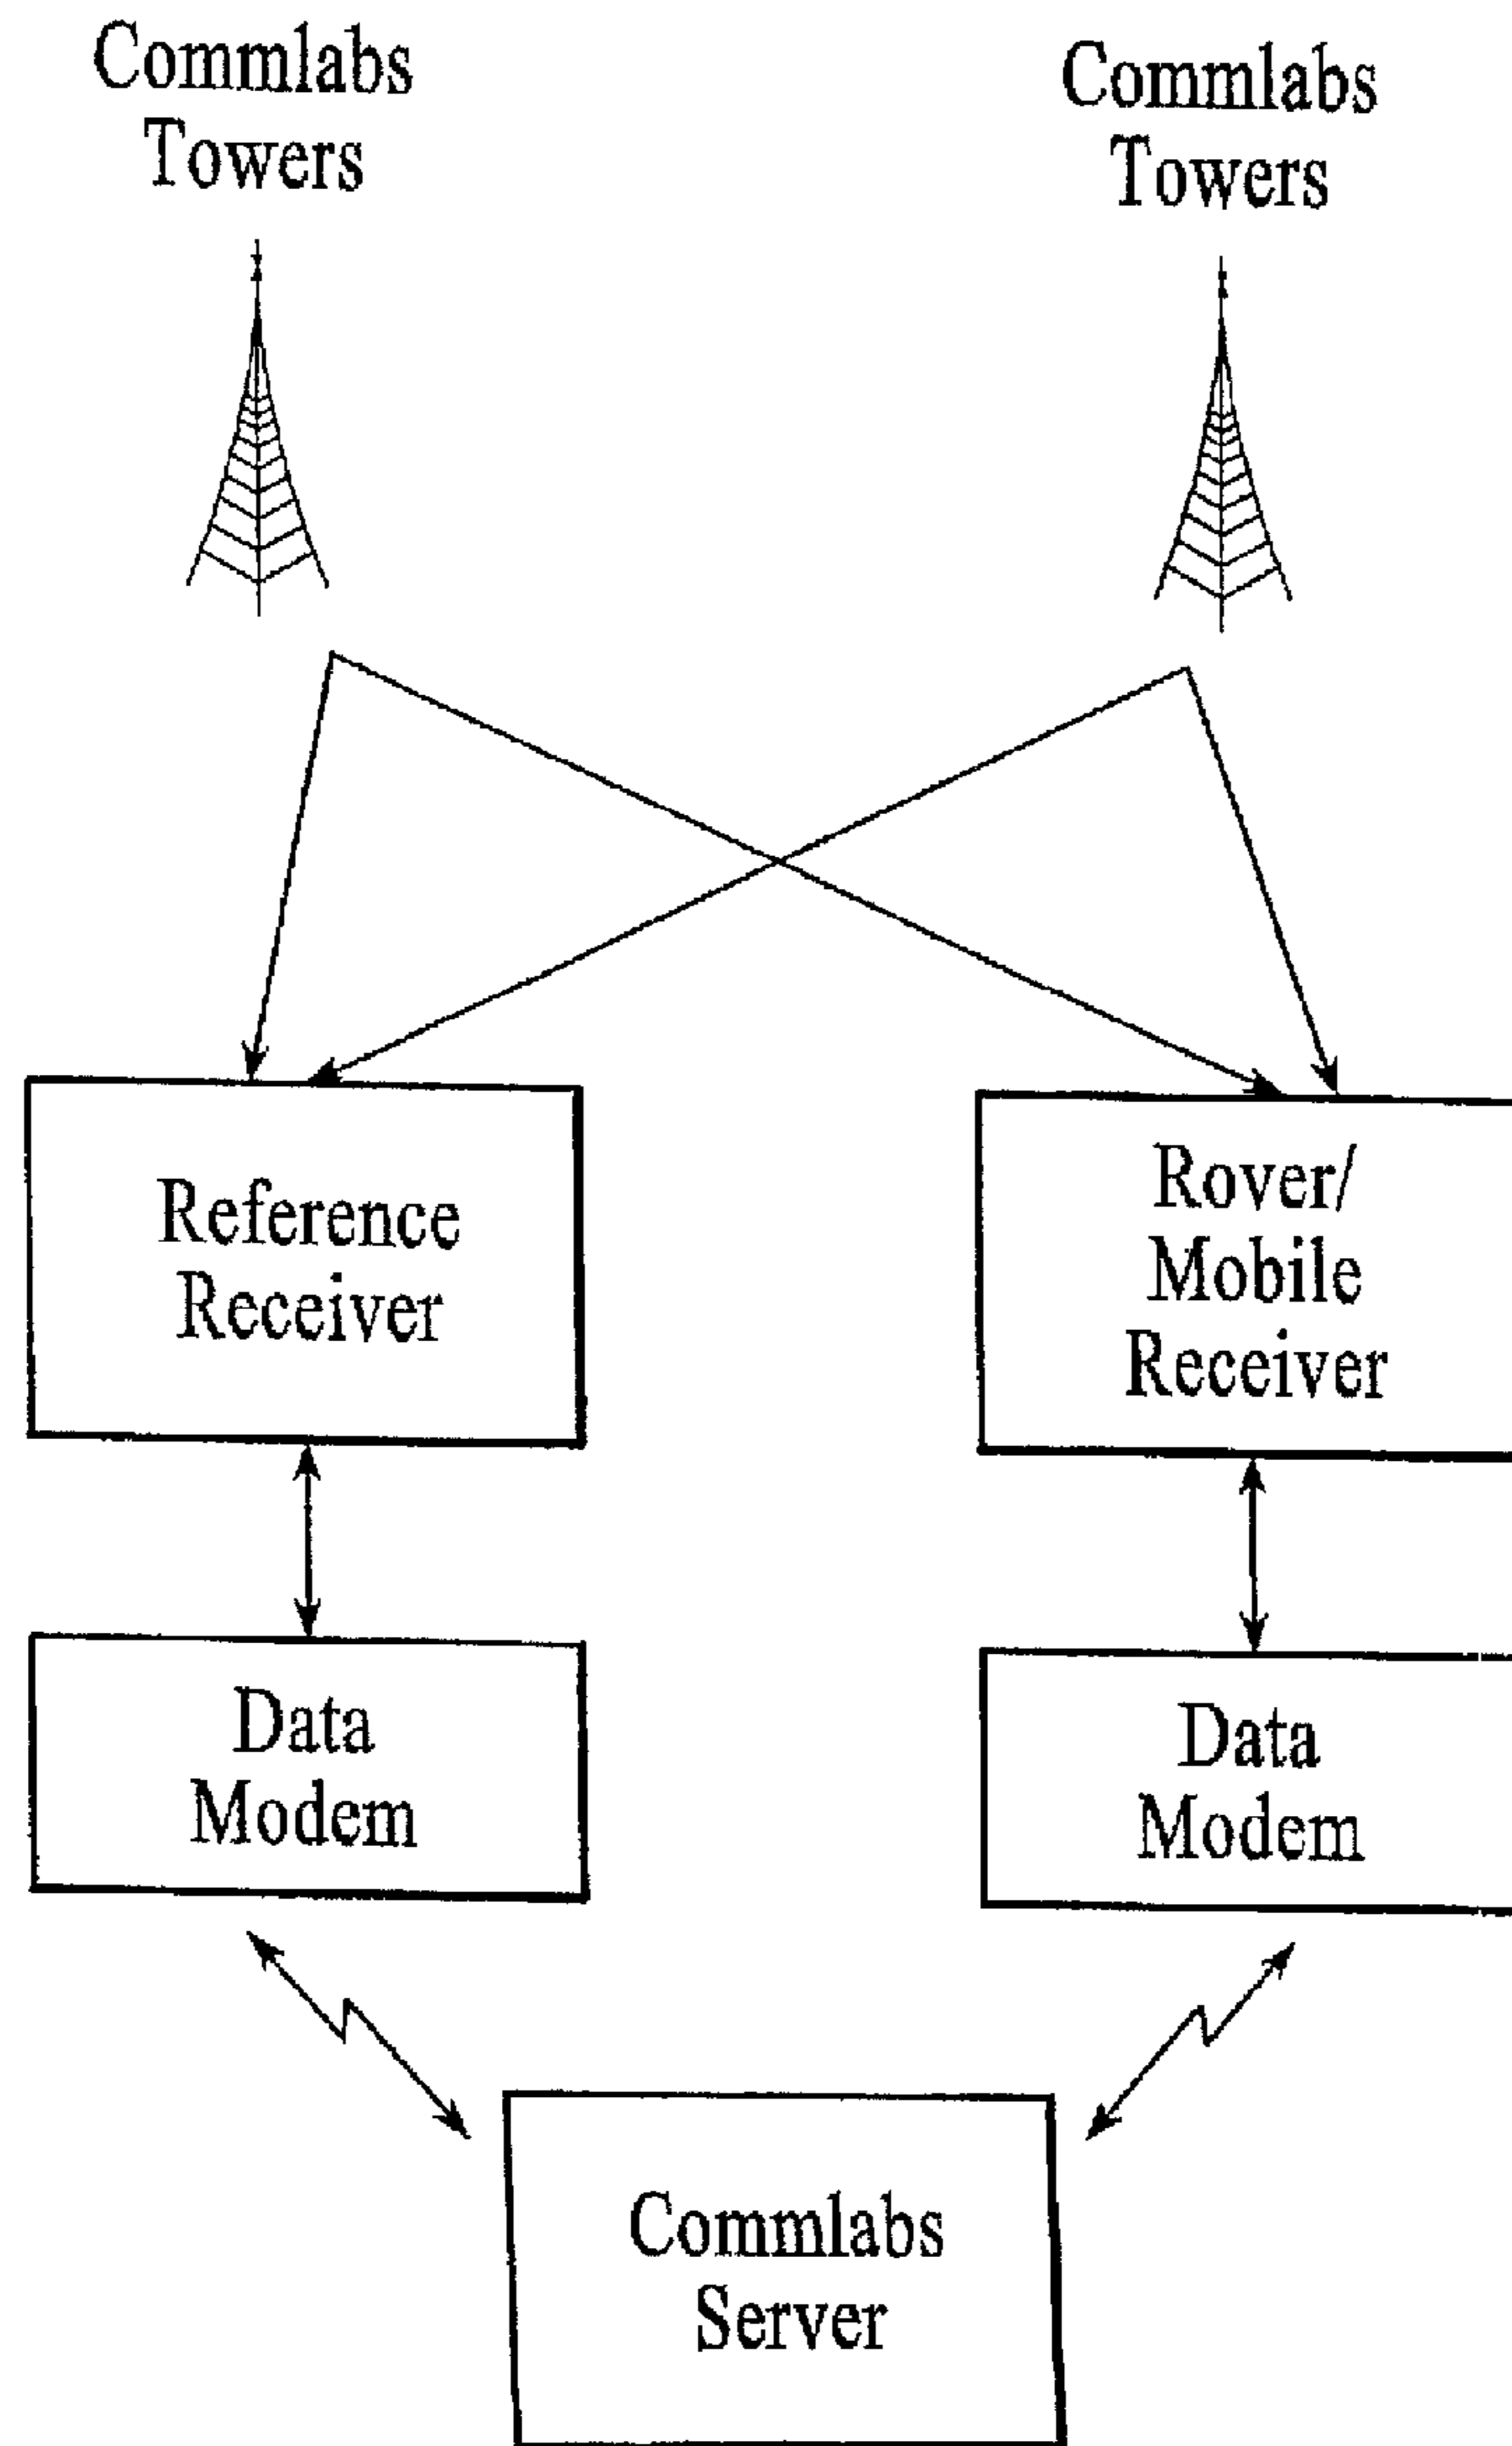 Commlabs
Towers
Commlabs
Towers
Reference
Receiver
Rover/
Mobile
Receiver
Data
Modem
Data
Modem
Commlabs
Server